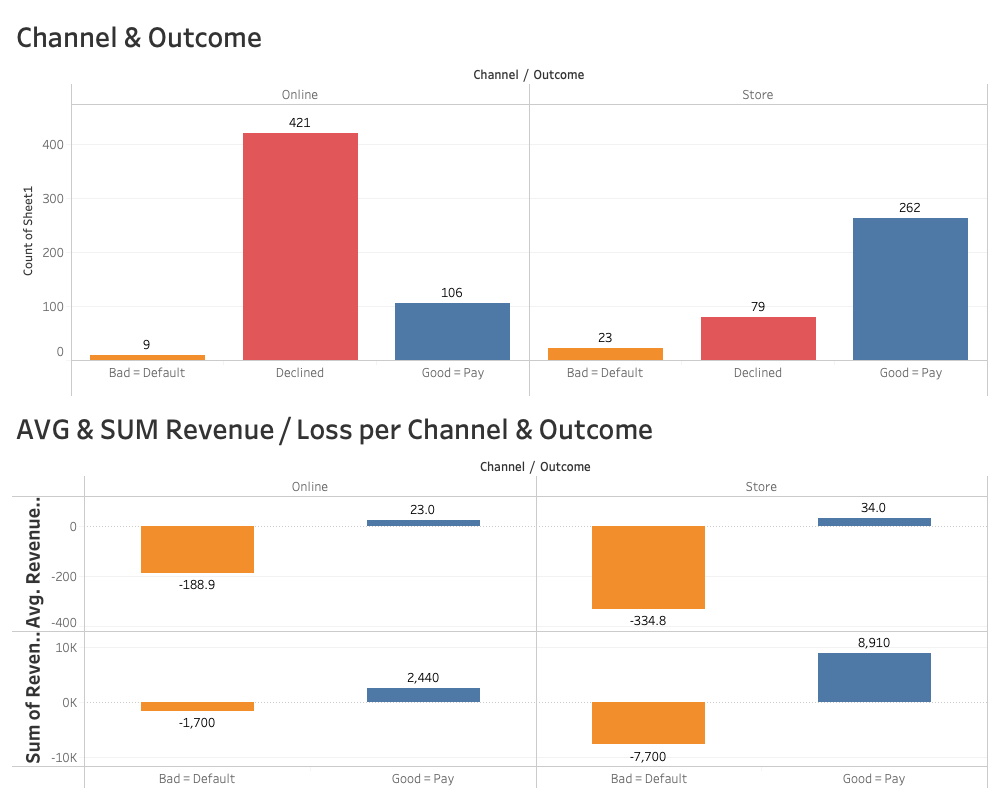 Channel & Outcome
Channel / Outcome
Online Store
Count of Sheet1
400
300
200
100
0
421
106
9
262
79
23
Bad = Default Declined Good = Pay Bad = Default Declined Good = Pay
AVG & SUM Revenue / Loss per Channel & Outcome
Channel / Outcome
Online Store
Avg. Revenue..
0
-200
-400
23.0
34.0
-188.9
-334.8
Sum of Reven..
10K
0K
-10K
2,440
8,910
-1,700
-7,700
Bad = Default Good = Pay Bad = Default Good = Pay